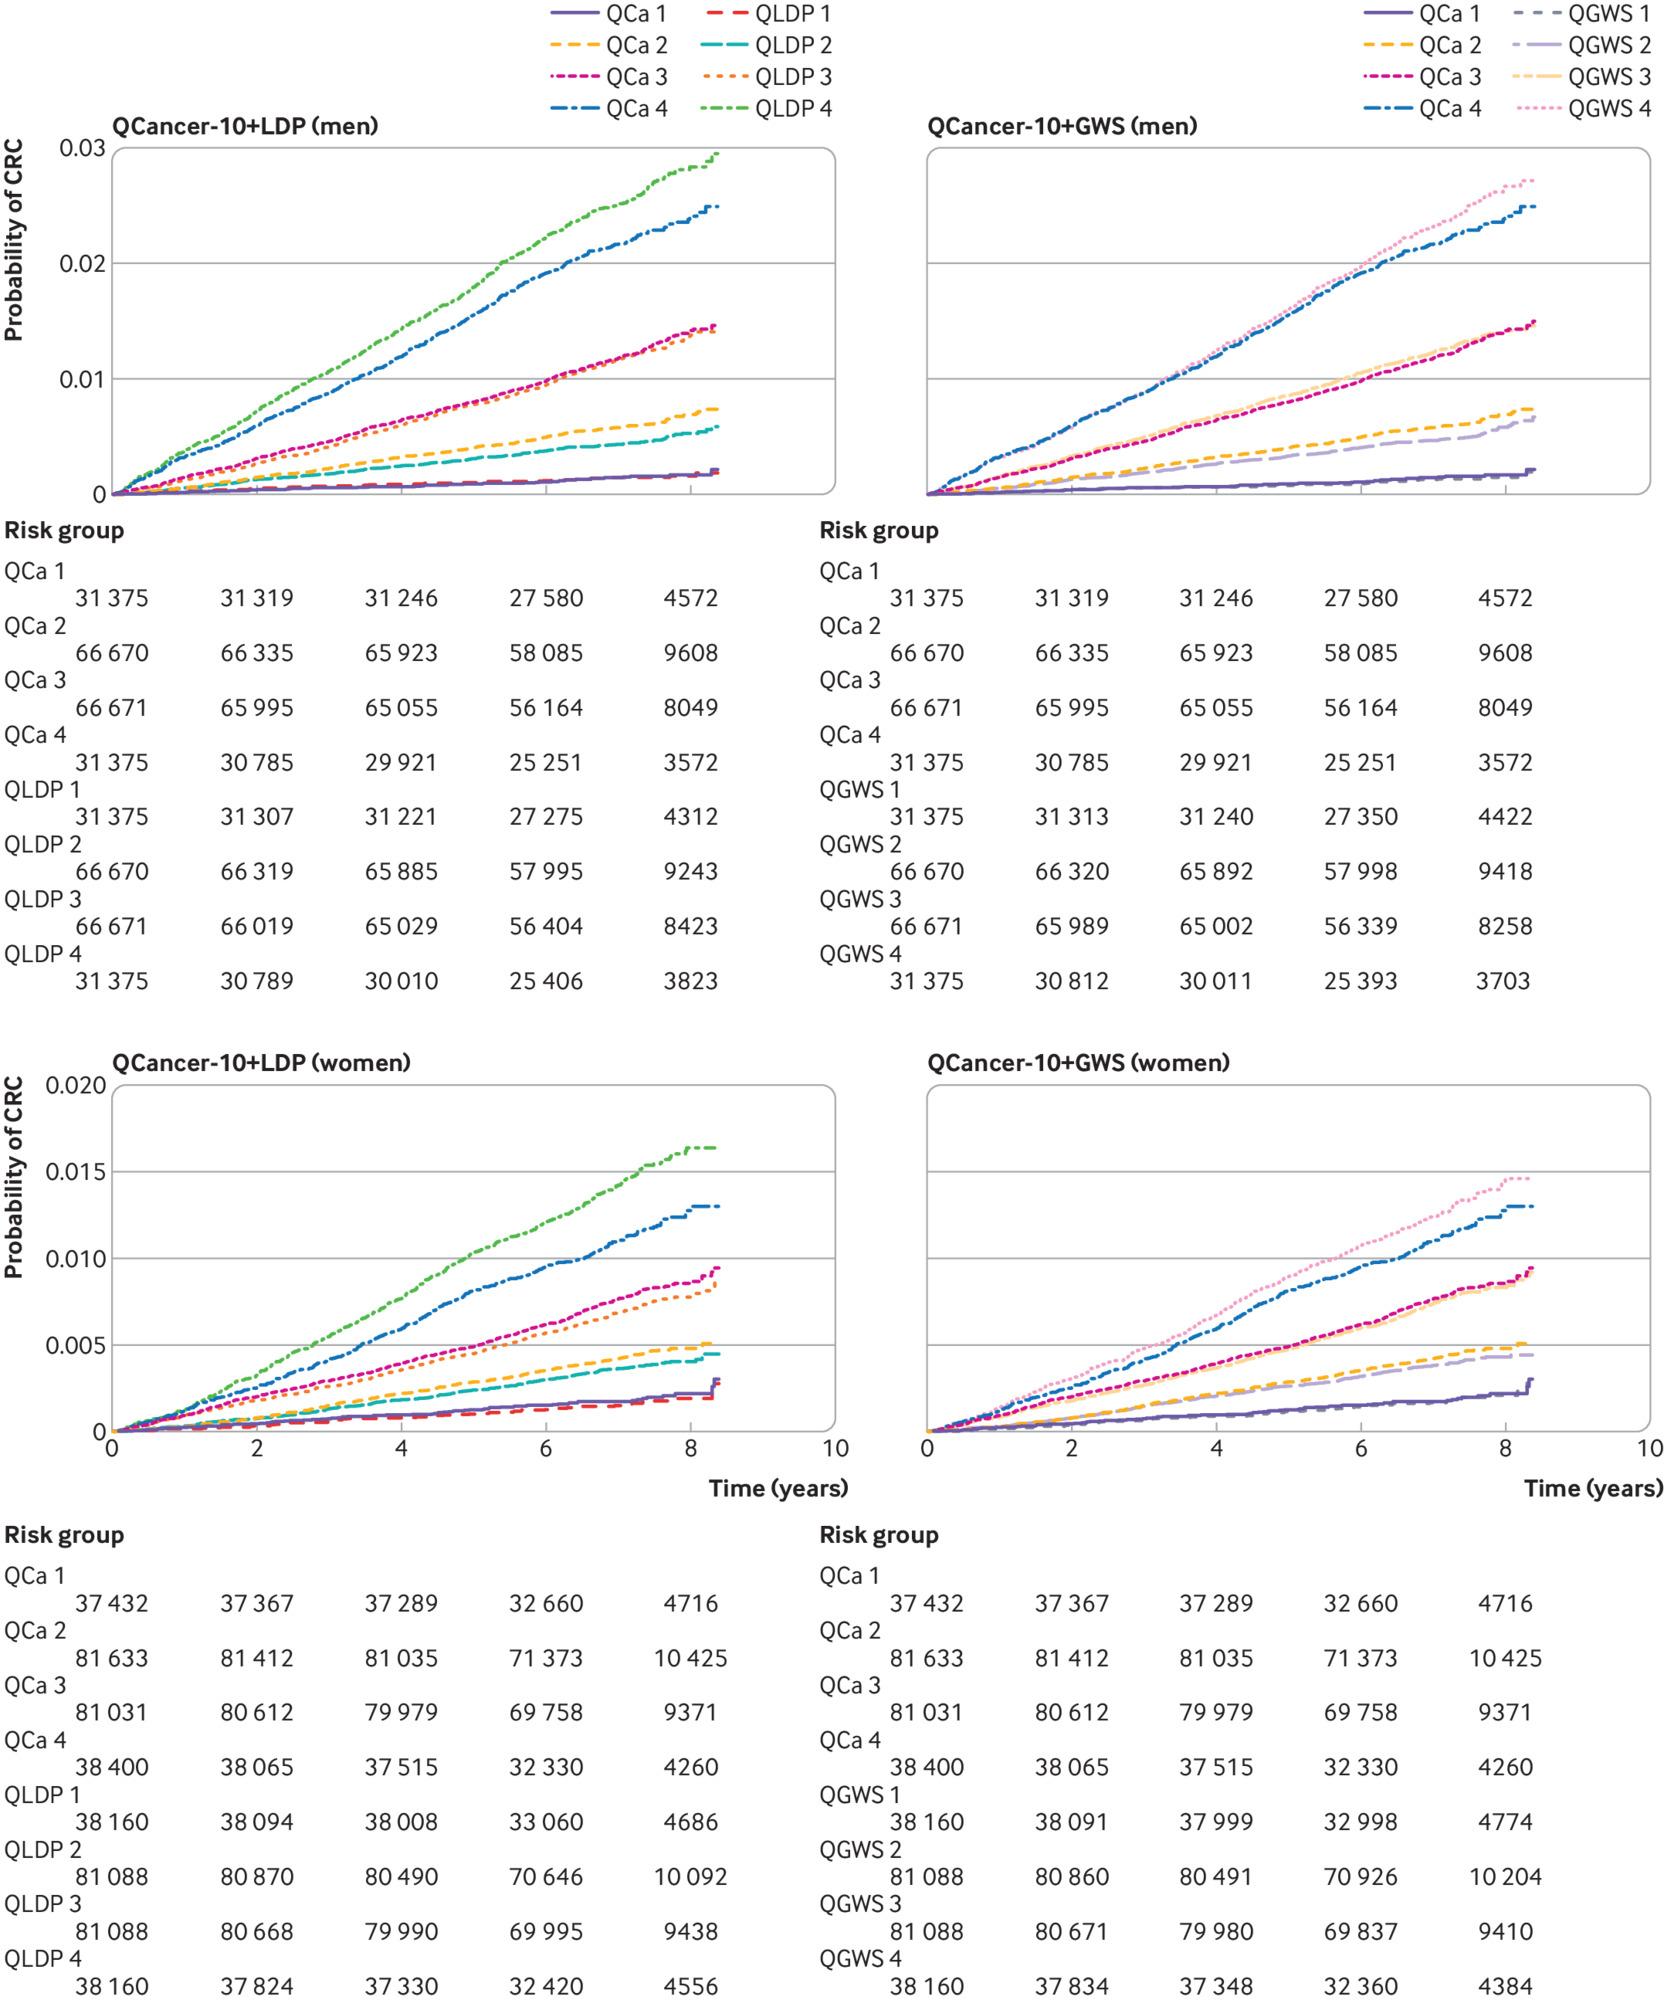 QCa 1 QLDP 1
QCa 2 QLDP 2
QCa 3 QLDP 3
QCa 4 QLDP 4
QCancer-10+LDP (men)
Probability of CRC
0.03
0.02
0.01
0
Risk group
QCa 1
31 375 31 319 31 246 27 580 4572
QCa 2
66 670 66 335 65 923 58 085 9608
QCa 3
66 671 65 995 65 055 56 164 8049
QCa 4
31 375 30 785 29 921 25 251 3572
QLDP 1
31 375 31 307 31 221 27 275 4312
QLDP 2
66 670 66 319 65 885 57 995 9243
QLDP 3
66 671 66 019 65 029 56 404 8423
QLDP 4
31 375 30 789 30 010 25 406 3823
QCa 1 QGWS 1
QCa 2 QGWS 2
QCa 3 QGWS 3
QCa 4 QGWS 4
QCancer-10+GWS (men)
Risk group
QCa 1
31 375 31 319 31 246 27 580 4572
QCa 2
66 670 66 335 65 923 58 085 9608
QCa 3
66 671 65 995 65 055 56 164 8049
QCa 4
31 375 30 785 29 921 25 251 3572
QGWS 1
31 375 31 313 31 240 27 350 4422
QGWS 2
66 670 66 320 65 892 57 998 9418
QGWS 3
66 671 65 989 65 002 56 339 8258
QGWS 4
31 375 30 812 30 011 25 393 3703
QCancer-10+LDP (women)
Probability of CRC
0.020
0.015
0.010
0.005
0
0 2 4 6 8 10
Time (years)
Risk group
QCa 1
37 432 37 367 37 289 32 660 4716
QCa 2
81 633 81 412 81 035 71 373 10 425
QCa 3
81 031 80 612 79 979 69 758 9371
QCa 4
38 400 38 065 37 515 32 330 4260
QLDP 1
38 160 38 094 38 008 33 060 4686
QLDP 2
81 088 80 870 80 490 70 646 10 092
QLDP 3
81 088 80 668 79 990 69 995 9438
QLDP 4
38 160 37 824 37 330 32 420 4556
QCancer-10+GWS (women)
0 2 4 6 8 10
Time (years)
Risk group
QCa 1
37 432 37 367 37 289 32 660 4716
QCa 2
81 633 81 412 81 035 71 373 10 425
QCa 3
81 031 80 612 79 979 69 758 9371
QCa 4
38 400 38 065 37 515 32 330 4260
QGWS 1
38 160 38 091 37 999 32 998 4774
QGWS 2
81 088 80 860 80 491 70 926 10 204
QGWS 3
81 088 80 671 79 980 69 837 9410
QGWS 4
38 160 37 834 37 348 32 360 4384